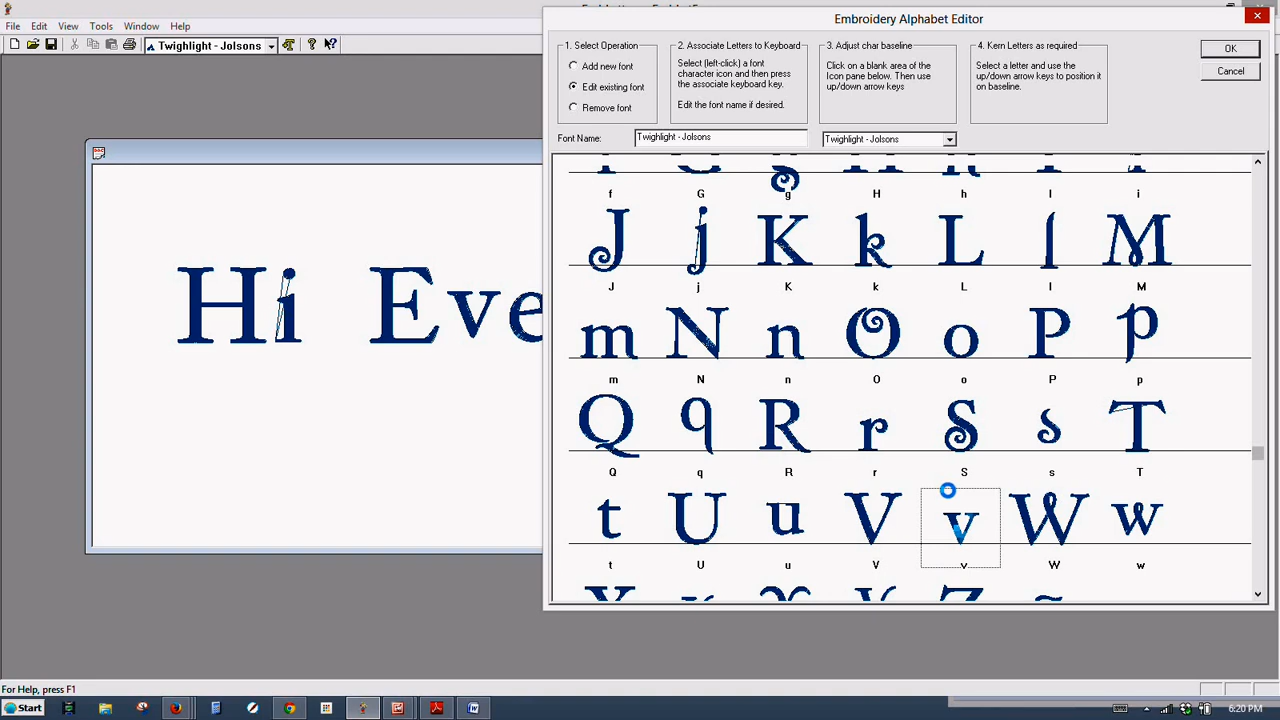 Embroidery Alphabet Editor
File Edit View Tools Window Help
Twighlight - Jolsons
1. Select Operation
Add new font
Edit existing font
Remove font
2. Associate Letters to Keyboard
Select (left-click) a font
character icon and then press
the associate keyboard key.
Edit the font name if desired.
3. Adjust char baseline
Click on a blank area of the
Icon pane below. Then use
up/down arrow keys
4. Kern Letters as required
Select a letter and use the
up/down arrow keys to position it
on baseline.
OK
Cancel
Font Name: Twighlight - Jolsons Twighlight - Jolsons
Hi Eve
f G g H h I i
J j K k L l M
J j K k L l M
m N n O o P p
m N n O o P p
Q q R r S s T
Q q R r S s T
t U u V v W w
t U u V v W w
For Help, press F1
Start
6:20 PM